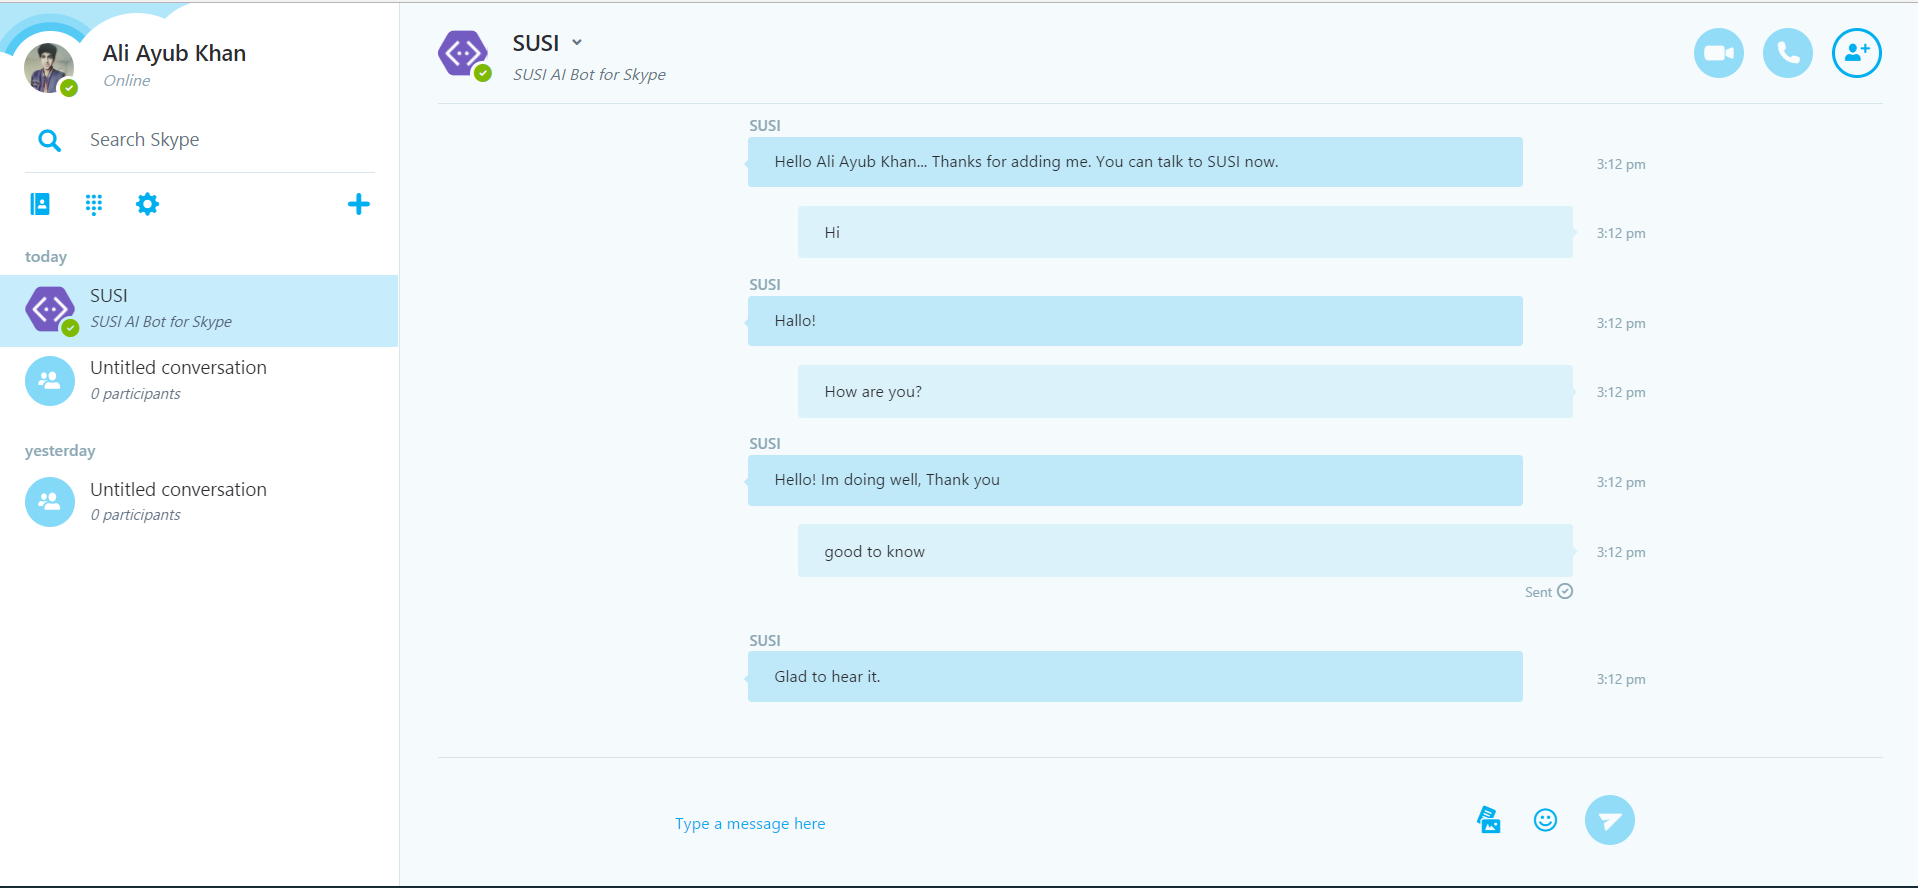 Ali Ayub Khan
Online
Search Skype
today
SUSI
SUSI AI Bot for Skype
Untitled conversation
0 participants
yesterday
Untitled conversation
0 participants
SUSI
SUSI AI Bot for Skype
SUSI
Hello Ali Ayub Khan... Thanks for adding me. You can talk to SUSI now.
3:12 pm
Hi
3:12 pm
SUSI
Hallo!
3:12 pm
How are you?
3:12 pm
SUSI
Hello! Im doing well, Thank you
3:12 pm
good to know
3:12 pm
Sent
SUSI
Glad to hear it.
3:12 pm
Type a message here